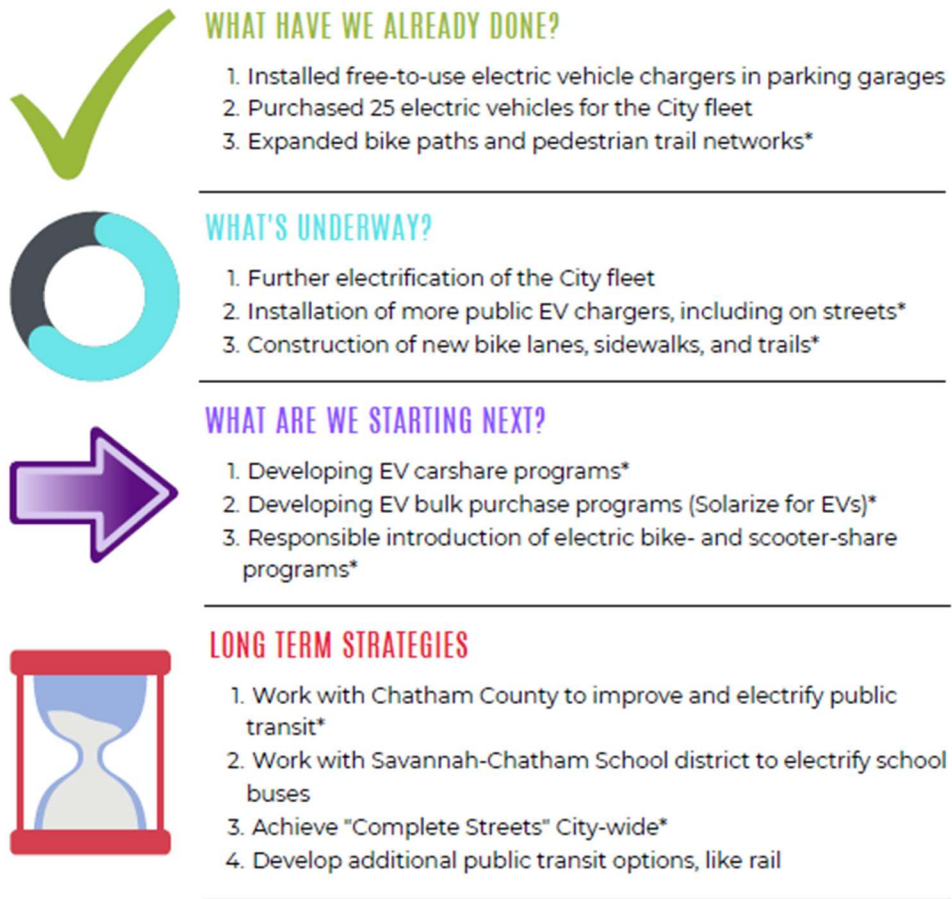 WHAT HAVE WE ALREADY DONE?
1. Installed free-to-use electric vehicle chargers in parking garages
2. Purchased 25 electric vehicles for the City fleet
3. Expanded bike paths and pedestrian trail networks*
WHAT'S UNDERWAY?
1. Further electrification of the City fleet
2. Installation of more public EV chargers, including on streets*
3. Construction of new bike lanes, sidewalks, and trails*
WHAT ARE WE STARTING NEXT?
1. Developing EV carshare programs*
2. Developing EV bulk purchase programs (Solarize for EVs)*
3. Responsible introduction of electric bike- and scooter-share
programs*
LONG TERM STRATEGIES
1. Work with Chatham County to improve and electrify public
transit*
2. Work with Savannah-Chatham School district to electrify school
buses
3. Achieve "Complete Streets" City-wide*
4. Develop additional public transit options, like rail